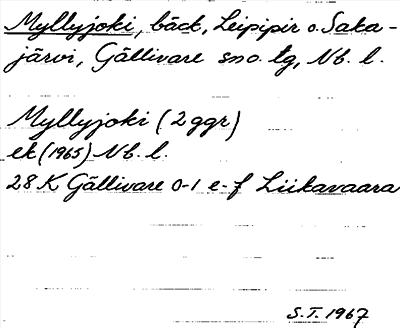 Myllyjoki, bäck, Leipipir o. Saka-
järvi, Gällivare sno. tg, Nb. l.
Myllyjoki (2 ggr)
ek (1965) Nb. l.
28 K Gällivare 0-1 e-f Liikavaara
S.T. 1967